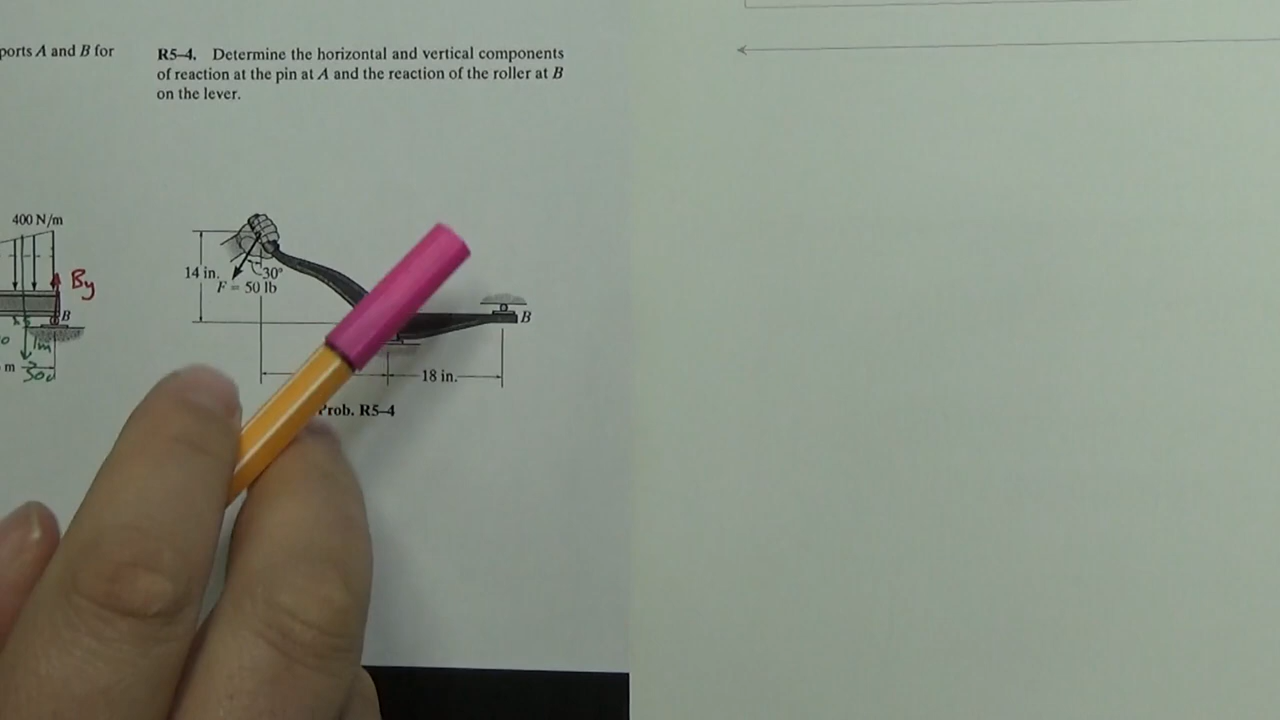 ports A and B for
R5–4. Determine the horizontal and vertical components
of reaction at the pin at A and the reaction of the roller at B
on the lever.
400 N/m
By
B
1m
m
300
14 in.
30°
F = 50 lb
B
18 in.
Prob. R5–4